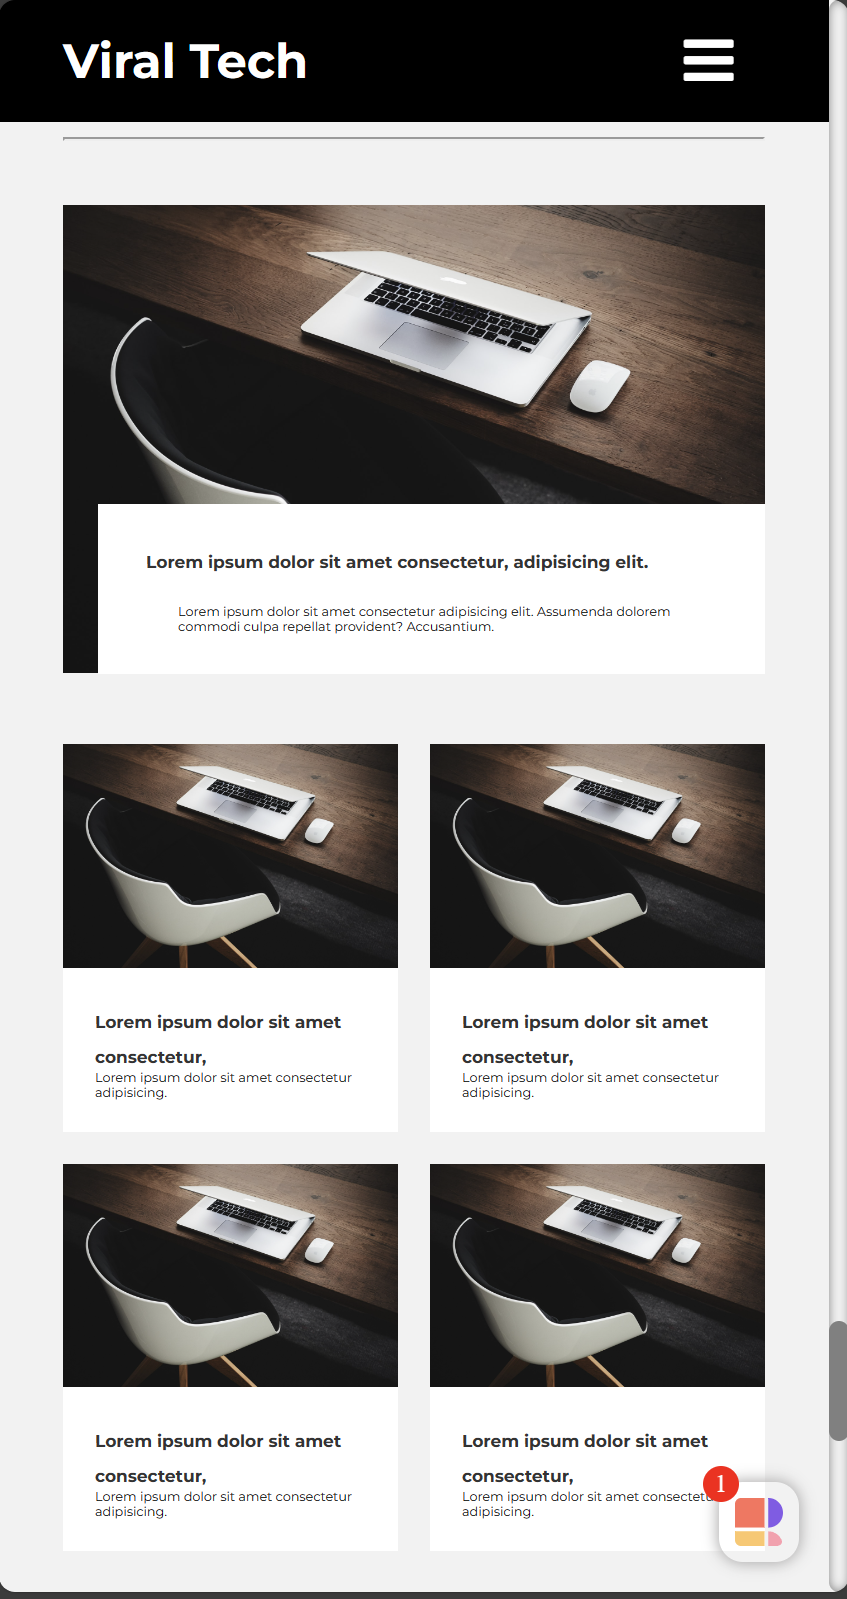 Viral Tech
Lorem ipsum dolor sit amet consectetur, adipisicing elit.
Lorem ipsum dolor sit amet consectetur adipisicing elit. Assumenda dolorem
commodi culpa repellat provident? Accusantium.
Lorem ipsum dolor sit amet
consectetur,
Lorem ipsum dolor sit amet consectetur
adipisicing.
Lorem ipsum dolor sit amet
consectetur,
Lorem ipsum dolor sit amet consectetur
adipisicing.
Lorem ipsum dolor sit amet
consectetur,
Lorem ipsum dolor sit amet consectetur
adipisicing.
Lorem ipsum dolor sit amet
consectetur,
Lorem ipsum dolor sit amet
adipisicing.
1